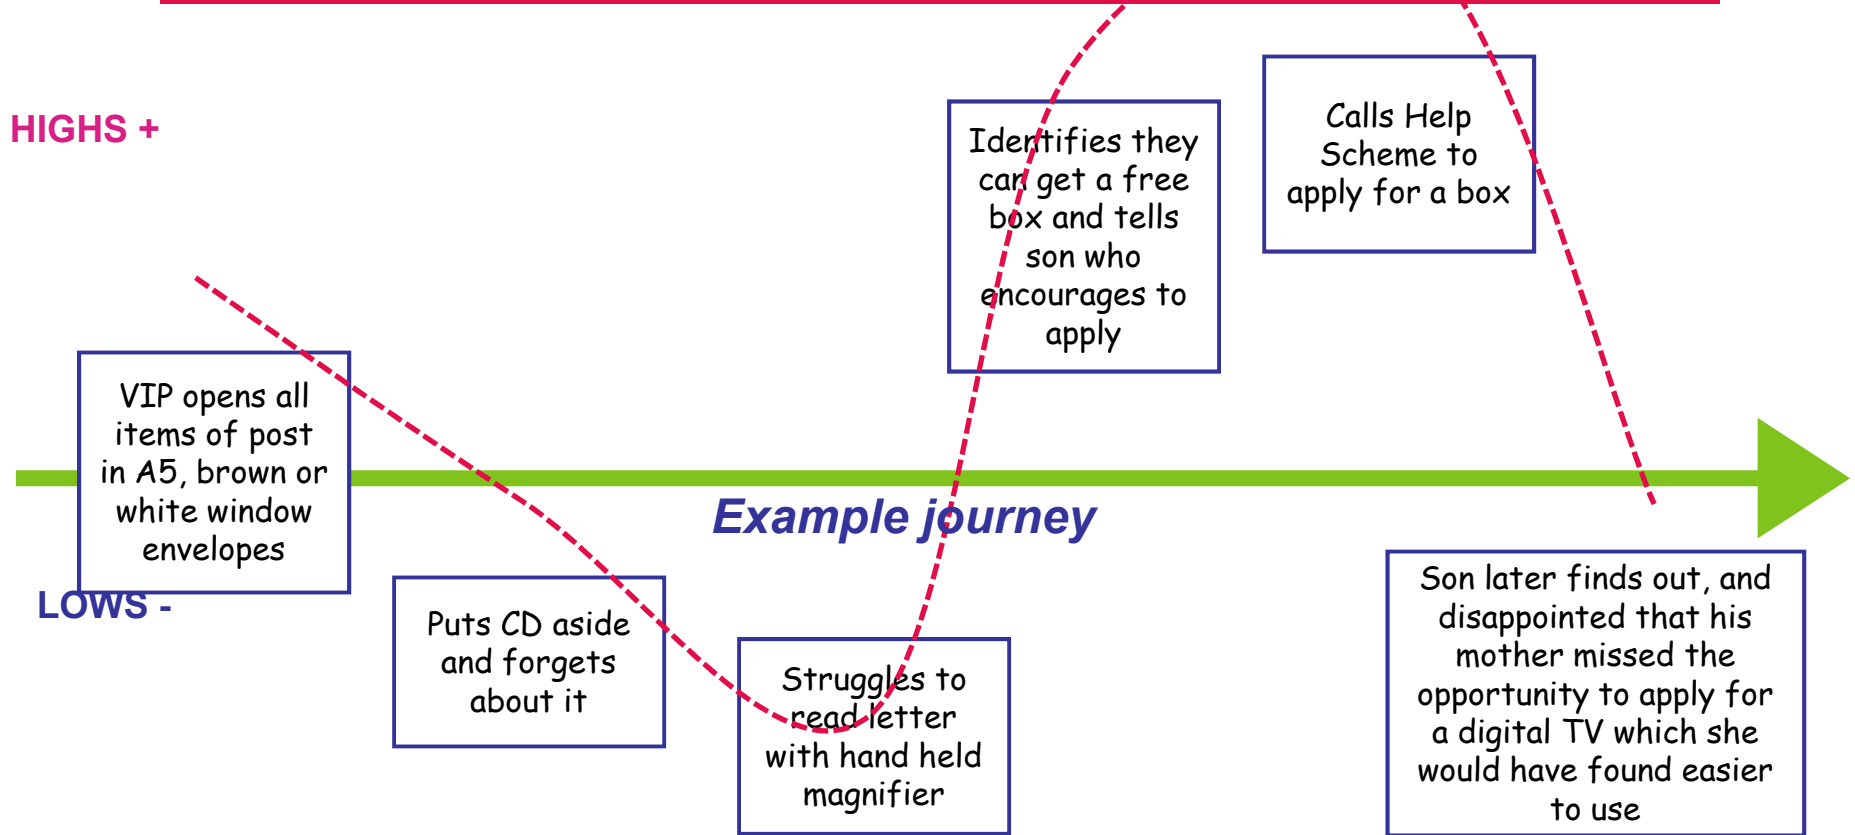 HIGHS +
VIP opens all
items of post
in A5, brown or
white window
envelopes
LOWS -
Puts CD aside
and forgets
about it
Struggles to
read letter
with hand held
magnifier
Example journey
Identifies they
can get a free
box and tells
son who
encourages to
apply
Calls Help
Scheme to
apply for a box
Son later finds out, and
disappointed that his
mother missed the
opportunity to apply for
a digital TV which she
would have found easier
to use